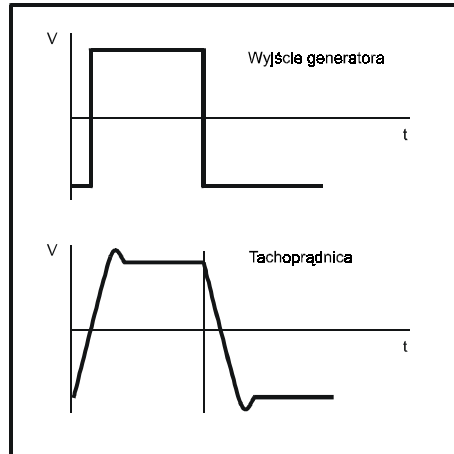 V
Wyjście generatora
t
V
Tachoprądnica
t